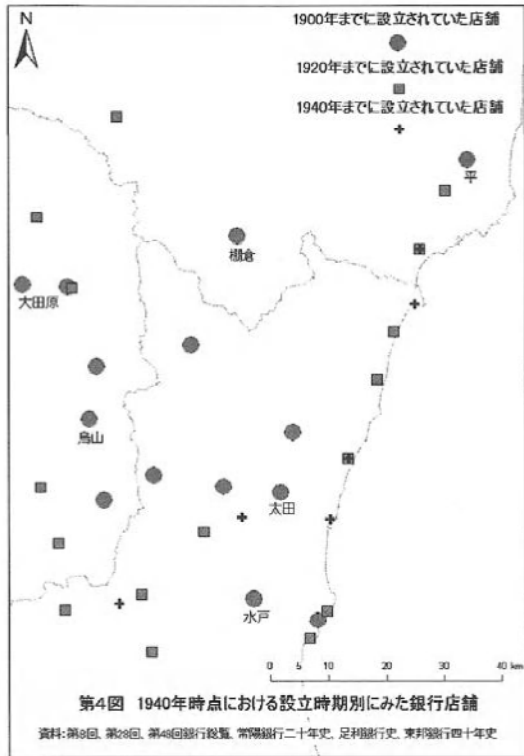 N
1900年までに設立されていた店舗
1920年までに設立されていた店舗
1940年までに設立されていた店舗
平
棚倉
大田原
烏山
太田
水戸
0 5 10 20 30 40 km
第4図 1940年時点における設立時期別にみた銀行店舗
資料:第8回、第28回、第48回銀行総覧、常陽銀行二十年史、足利銀行史、東邦銀行四十年史